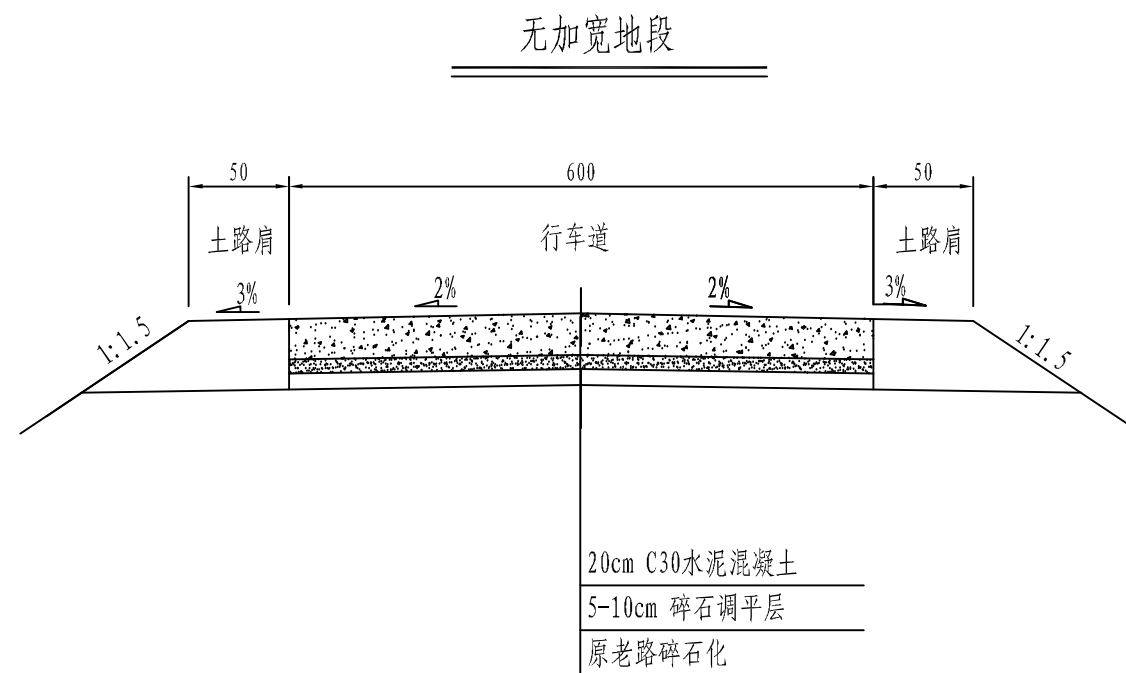 无加宽地段
50 600 50
土路肩 行车道 土路肩
3% 2% 2% 3%
1:1.5 1:1.5
20cm C30水泥混凝土
5-10cm 碎石调平层
原老路碎石化